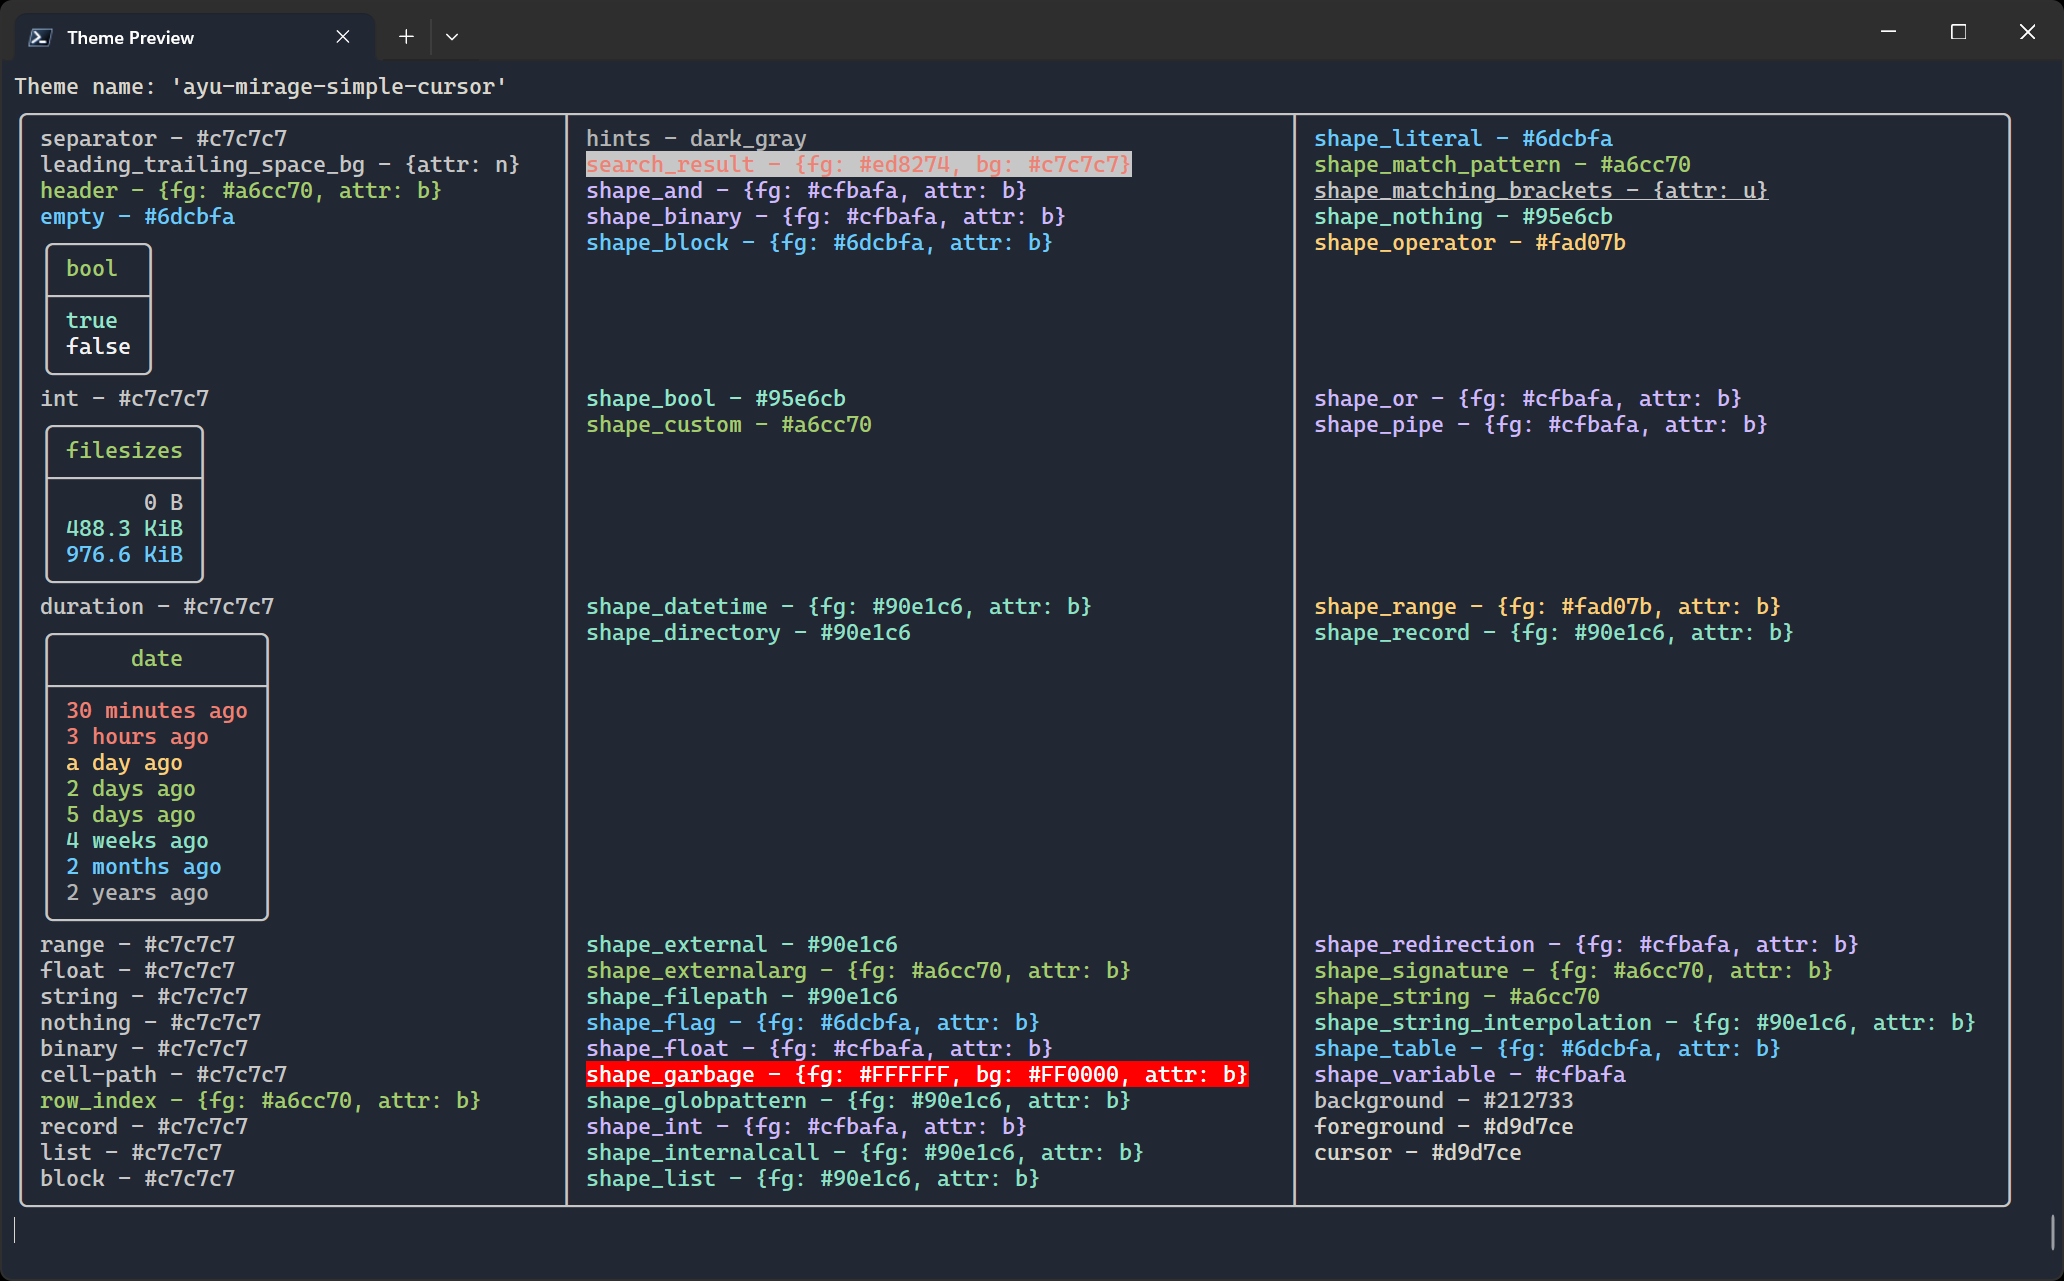 Theme Preview
Theme name: 'ayu-mirage-simple-cursor'
separator - #c7c7c7
leading_trailing_space_bg - {attr: n}
header - {fg: #a6cc70, attr: b}
empty - #6dcbfa
bool
true
false
int - #c7c7c7
filesizes
0 B
488.3 KiB
976.6 KiB
duration - #c7c7c7
date
30 minutes ago
3 hours ago
a day ago
2 days ago
5 days ago
4 weeks ago
2 months ago
2 years ago
range - #c7c7c7
float - #c7c7c7
string - #c7c7c7
nothing - #c7c7c7
binary - #c7c7c7
cell-path - #c7c7c7
row_index - {fg: #a6cc70, attr: b}
record - #c7c7c7
list - #c7c7c7
block - #c7c7c7
hints - dark_gray
search_result - {fg: #ed8274, bg: #c7c7c7}
shape_and - {fg: #cfbafa, attr: b}
shape_binary - {fg: #cfbafa, attr: b}
shape_block - {fg: #6dcbfa, attr: b}
shape_bool - #95e6cb
shape_custom - #a6cc70
shape_datetime - {fg: #90e1c6, attr: b}
shape_directory - #90e1c6
shape_external - #90e1c6
shape_externalarg - {fg: #a6cc70, attr: b}
shape_filepath - #90e1c6
shape_flag - {fg: #6dcbfa, attr: b}
shape_float - {fg: #cfbafa, attr: b}
shape_garbage - {fg: #FFFFFF, bg: #FF0000, attr: b}
shape_globpattern - {fg: #90e1c6, attr: b}
shape_int - {fg: #cfbafa, attr: b}
shape_internalcall - {fg: #90e1c6, attr: b}
shape_list - {fg: #90e1c6, attr: b}
shape_literal - #6dcbfa
shape_match_pattern - #a6cc70
shape_matching_brackets - {attr: u}
shape_nothing - #95e6cb
shape_operator - #fad07b
shape_or - {fg: #cfbafa, attr: b}
shape_pipe - {fg: #cfbafa, attr: b}
shape_range - {fg: #fad07b, attr: b}
shape_record - {fg: #90e1c6, attr: b}
shape_redirection - {fg: #cfbafa, attr: b}
shape_signature - {fg: #a6cc70, attr: b}
shape_string - #a6cc70
shape_string_interpolation - {fg: #90e1c6, attr: b}
shape_table - {fg: #6dcbfa, attr: b}
shape_variable - #cfbafa
background - #212733
foreground - #d9d7ce
cursor - #d9d7ce